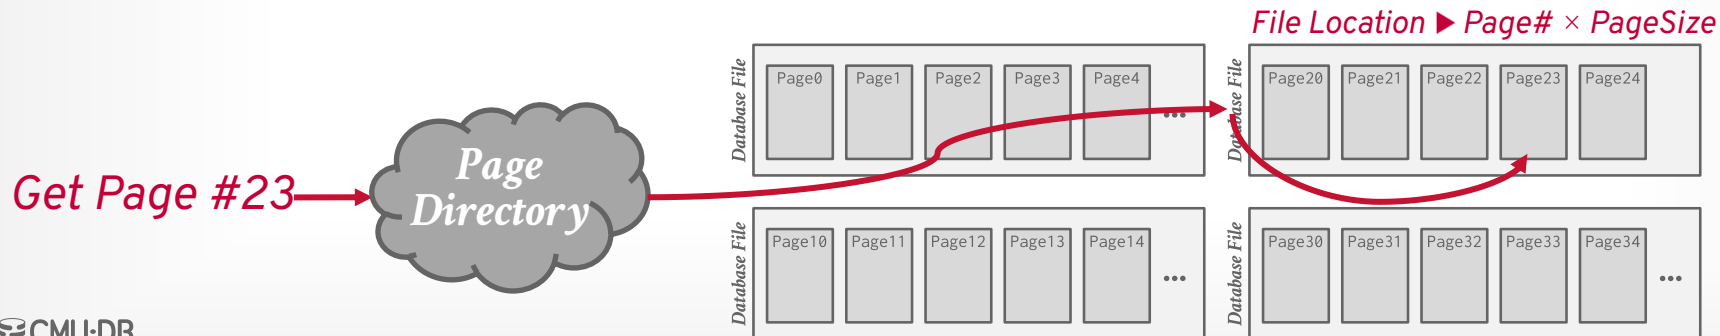 File Location ▶ Page# × PageSize
Get Page #23
Page
Directory
Database File
Page0 Page1 Page2 Page3 Page4
...
Database File
Page20 Page21 Page22 Page23 Page24
Database File
Page10 Page11 Page12 Page13 Page14
...
Database File
Page30 Page31 Page32 Page33 Page34
...
CMU·DB